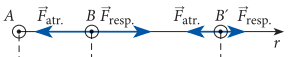 A F⃗atr. B F⃗resp. F⃗atr. B′ F⃗resp.
r